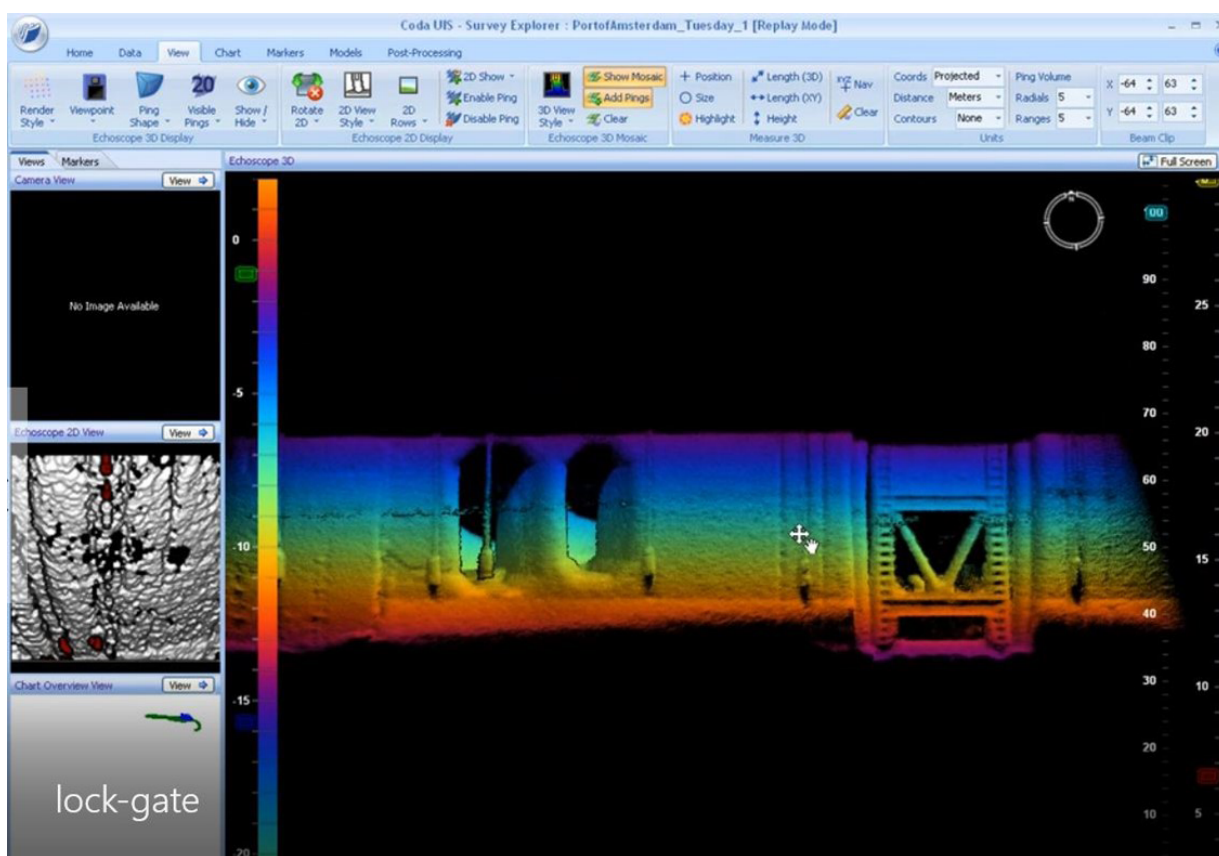 Coda UIS - Survey Explorer : PortofAmsterdam_Tuesday_1 [Replay Mode]
Home Data View Chart Markers Models Post-Processing
Render Style
Viewpoint
Ping Shape
20
Visible Pings
Show / Hide
Echoscope 3D Display
Rotate 2D
2D View Style
2D Rows
2D Show
Enable Ping
Disable Ping
Echoscope 2D Display
3D View Style
Show Mosaic
Add Pings
Clear
Echoscope 3D Mosaic
Position
Size
Highlight
Length (3D)
Length (XY)
Height
Nav
Clear
Measure 3D
Coords Projected
Distance Meters
Contours None
Units
Ping Volume
Radials 5
Ranges 5
X -64 63
Y -64 63
Beam Clip
Views Markers
Camera View View
No Image Available
Echoscope 2D View View
Chart Overview View View
lock-gate
Echoscope 3D
Full Screen
0
-5
-10
-15
-20
90
80
70
60
50
40
30
20
10
25
20
15
10
5